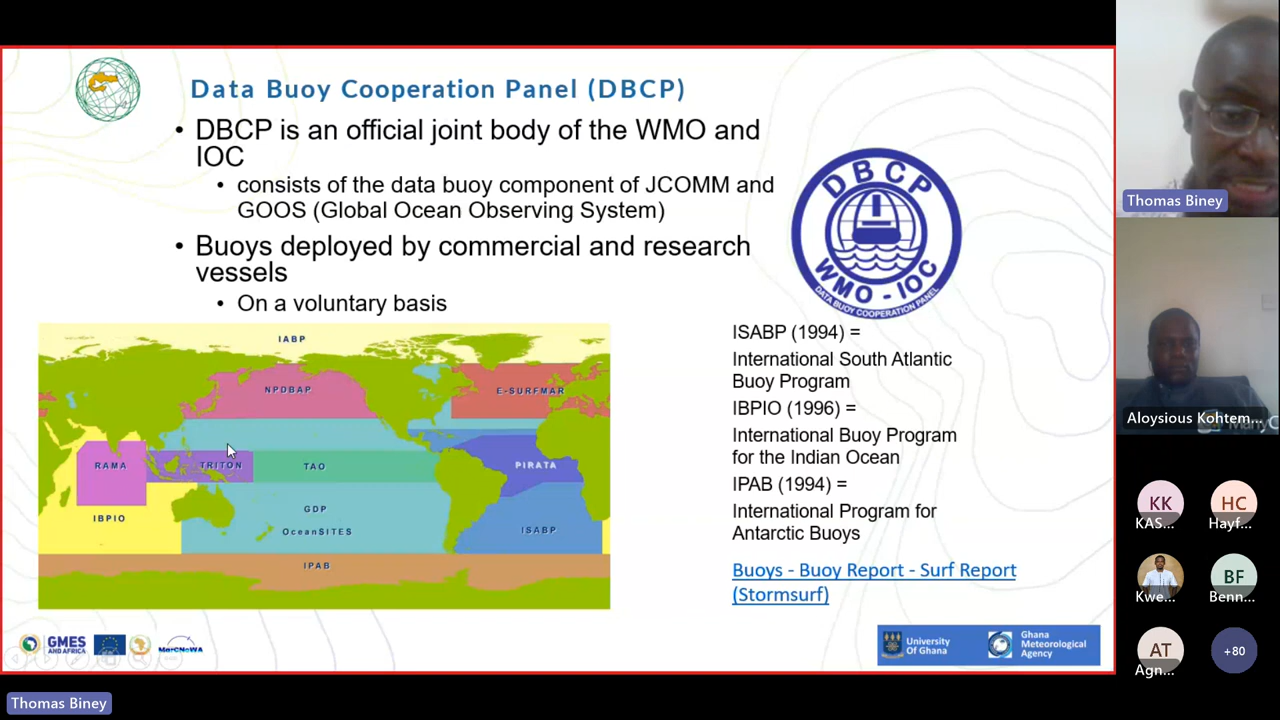 Data Buoy Cooperation Panel (DBCP)
• DBCP is an official joint body of the WMO and
IOC
• consists of the data buoy component of JCOMM and
GOOS (Global Ocean Observing System)
• Buoys deployed by commercial and research
vessels
• On a voluntary basis
DBCP
WMO - IOC
DATA BUOY COOPERATION PANEL
IABP
NPDBAP
E-SURFMAR
RAMA
TRITON
TAO
PIRATA
IBPIO
GDP
OceanSITES
ISABP
IPAB
ISABP (1994) =
International South Atlantic
Buoy Program
IBPIO (1996) =
International Buoy Program
for the Indian Ocean
IPAB (1994) =
International Program for
Antarctic Buoys
Buoys - Buoy Report - Surf Report
(Stormsurf)
GMES
AND AFRICA
MarCNoWA
University
Of Ghana
Ghana
Meteorological
Agency
Thomas Biney
Thomas Biney
Aloysious Kohtem...
KK
KAS...
HC
Hayf...
Kwe...
BF
Benn...
AT
Agn...
+80